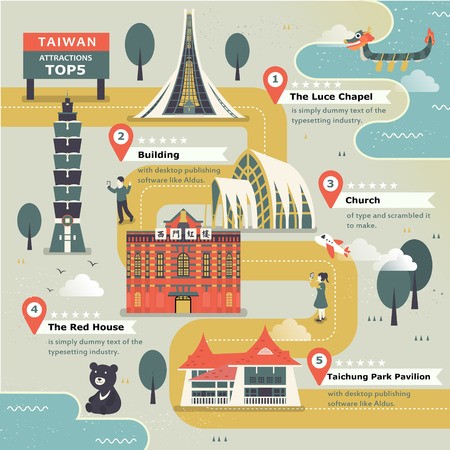 TAIWAN
ATTRACTIONS
TOP5
1
The Luce Chapel
is simply dummy text of the
typesetting industry.
2
Building
with desktop publishing
software like Aldus.
3
Church
of type and scrambled it
to make.
西門紅樓
4
The Red House
is simply dummy text of the
typesetting industry.
5
Taichung Park Pavilion
with desktop publishing
software like Aldus.